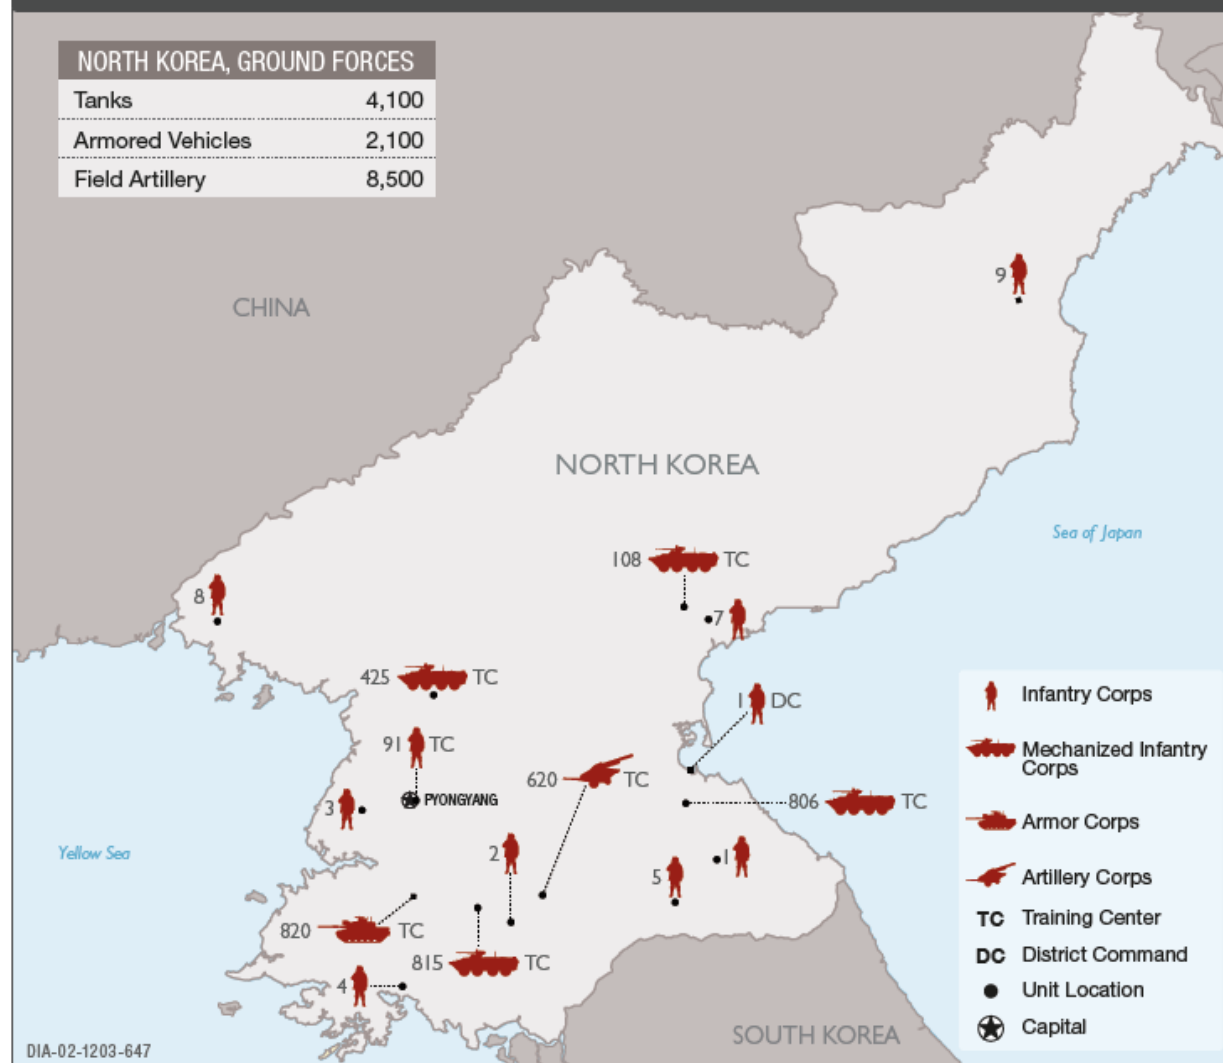 NORTH KOREA, GROUND FORCES
Tanks 4,100
Armored Vehicles 2,100
Field Artillery 8,500
9
CHINA
NORTH KOREA
Sea of Japan
108 TC
8
7
425 TC
1 DC
91 TC
620 TC
3
PYONGYANG
806 TC
Yellow Sea
2
1
5
820 TC
815 TC
4
SOUTH KOREA
Infantry Corps
Mechanized Infantry
Corps
Armor Corps
Artillery Corps
TC Training Center
DC District Command
Unit Location
Capital
DIA-02-1203-647